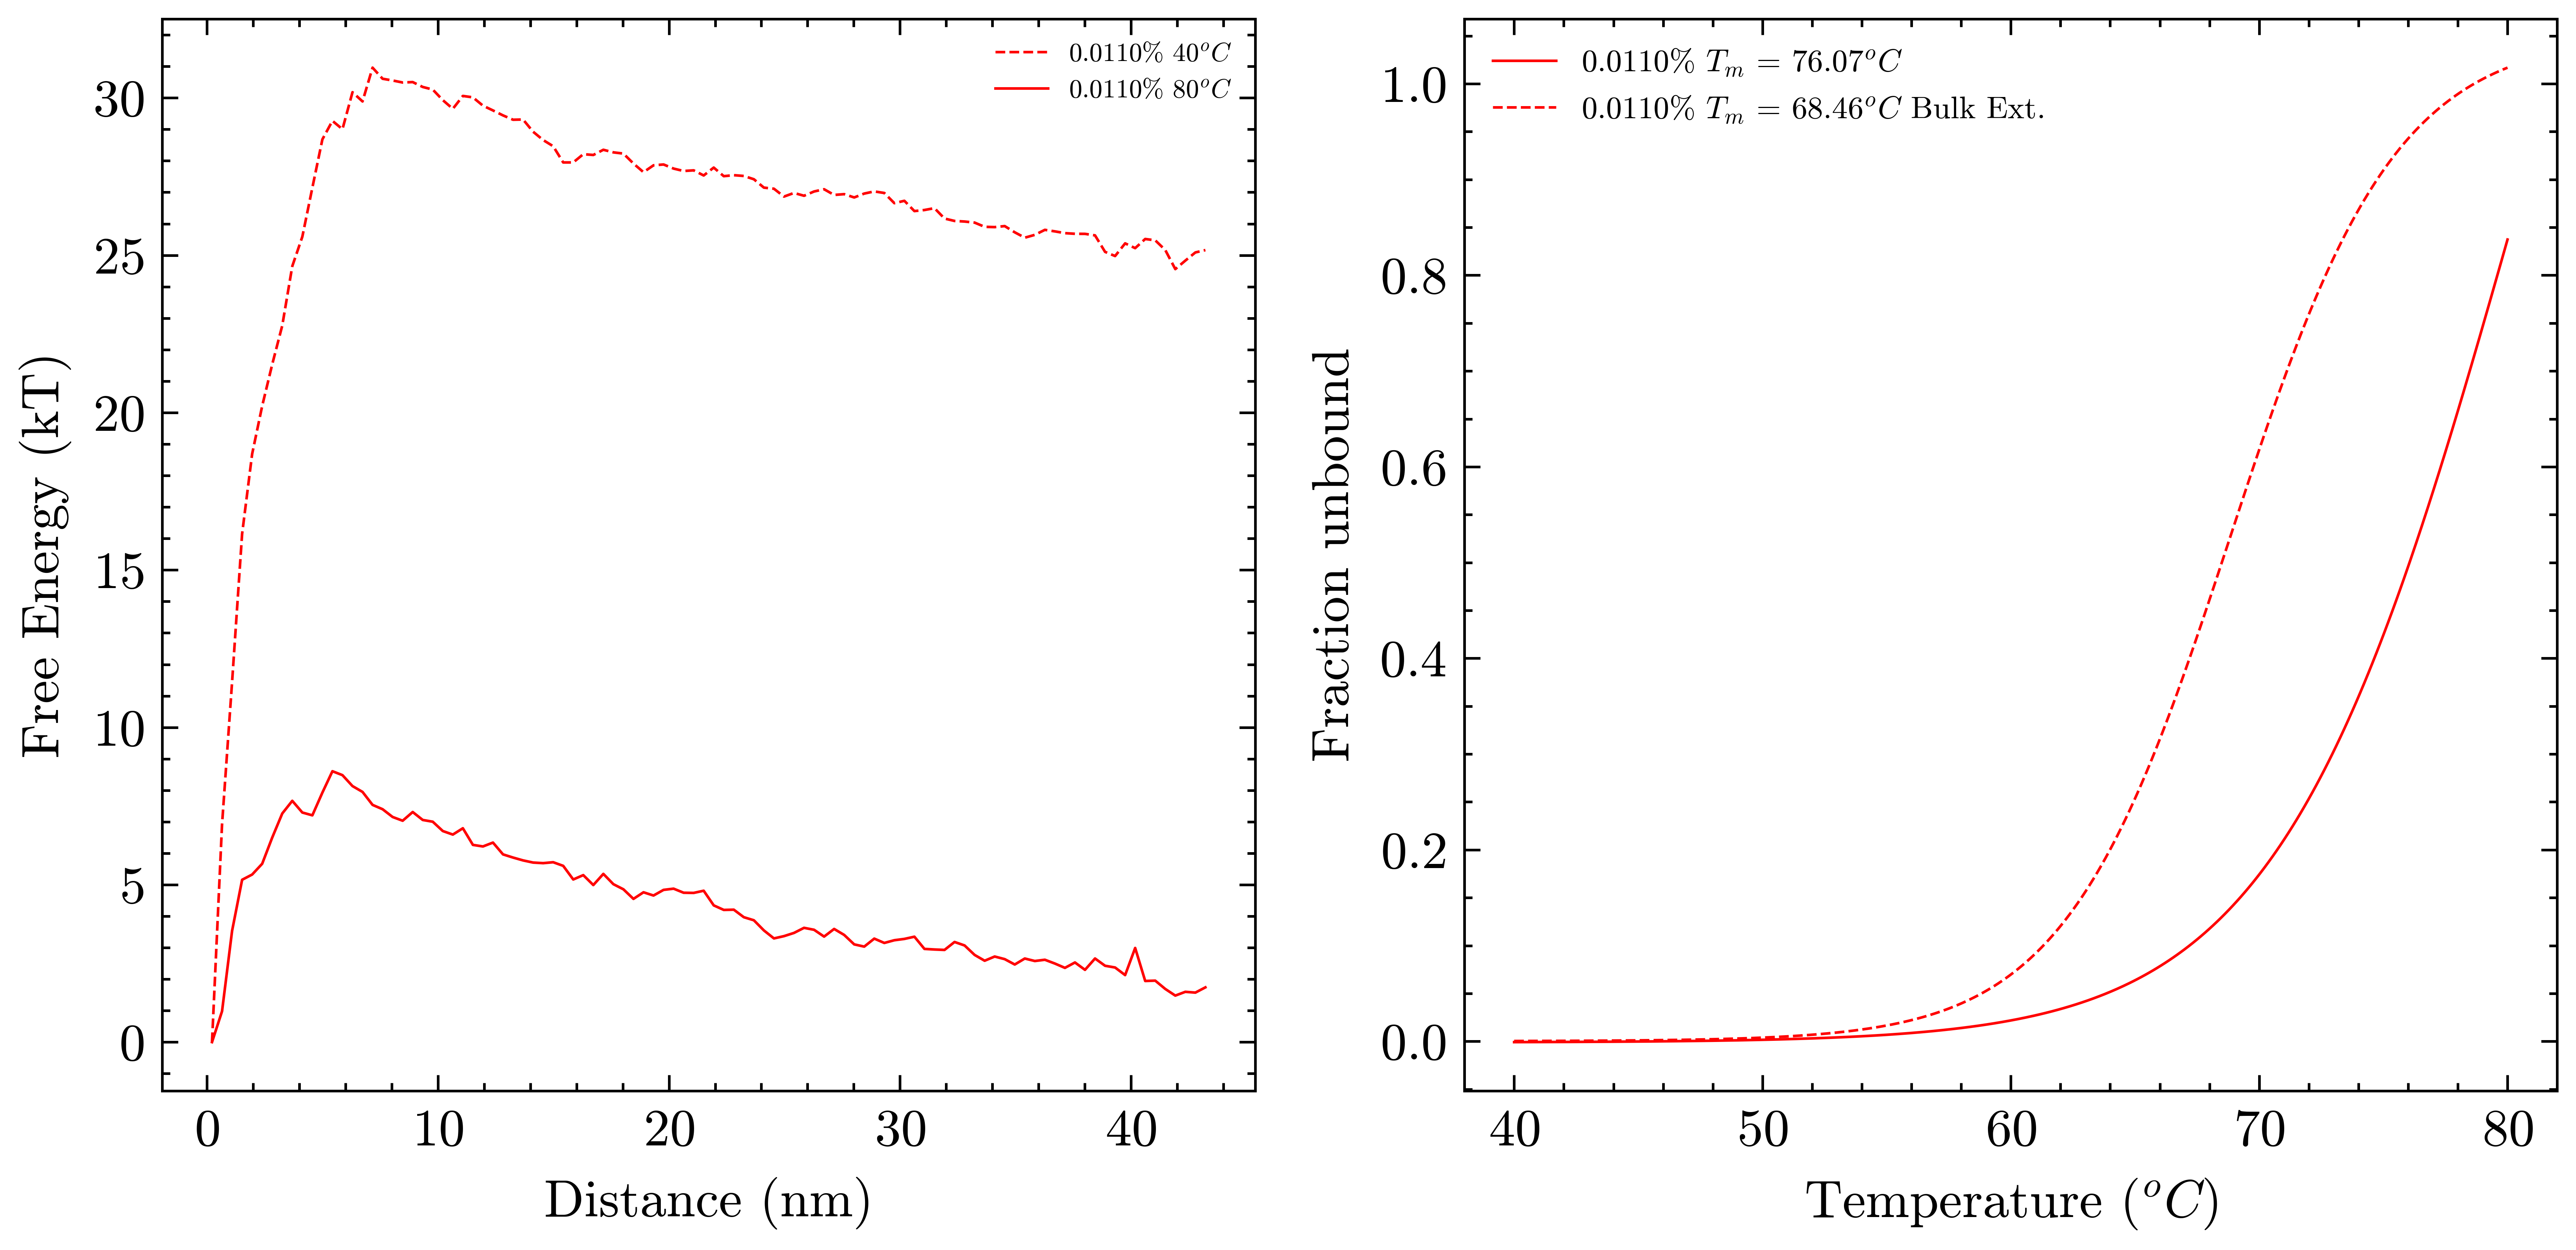 Free Energy (kT)
30
25
20
15
10
5
0
0 10 20 30 40
Distance (nm)
0.0110% 40°C
0.0110% 80°C
Fraction unbound
1.0
0.8
0.6
0.4
0.2
0.0
40 50 60 70 80
Temperature (°C)
0.0110% Tm = 76.07°C
0.0110% Tm = 68.46°C Bulk Ext.